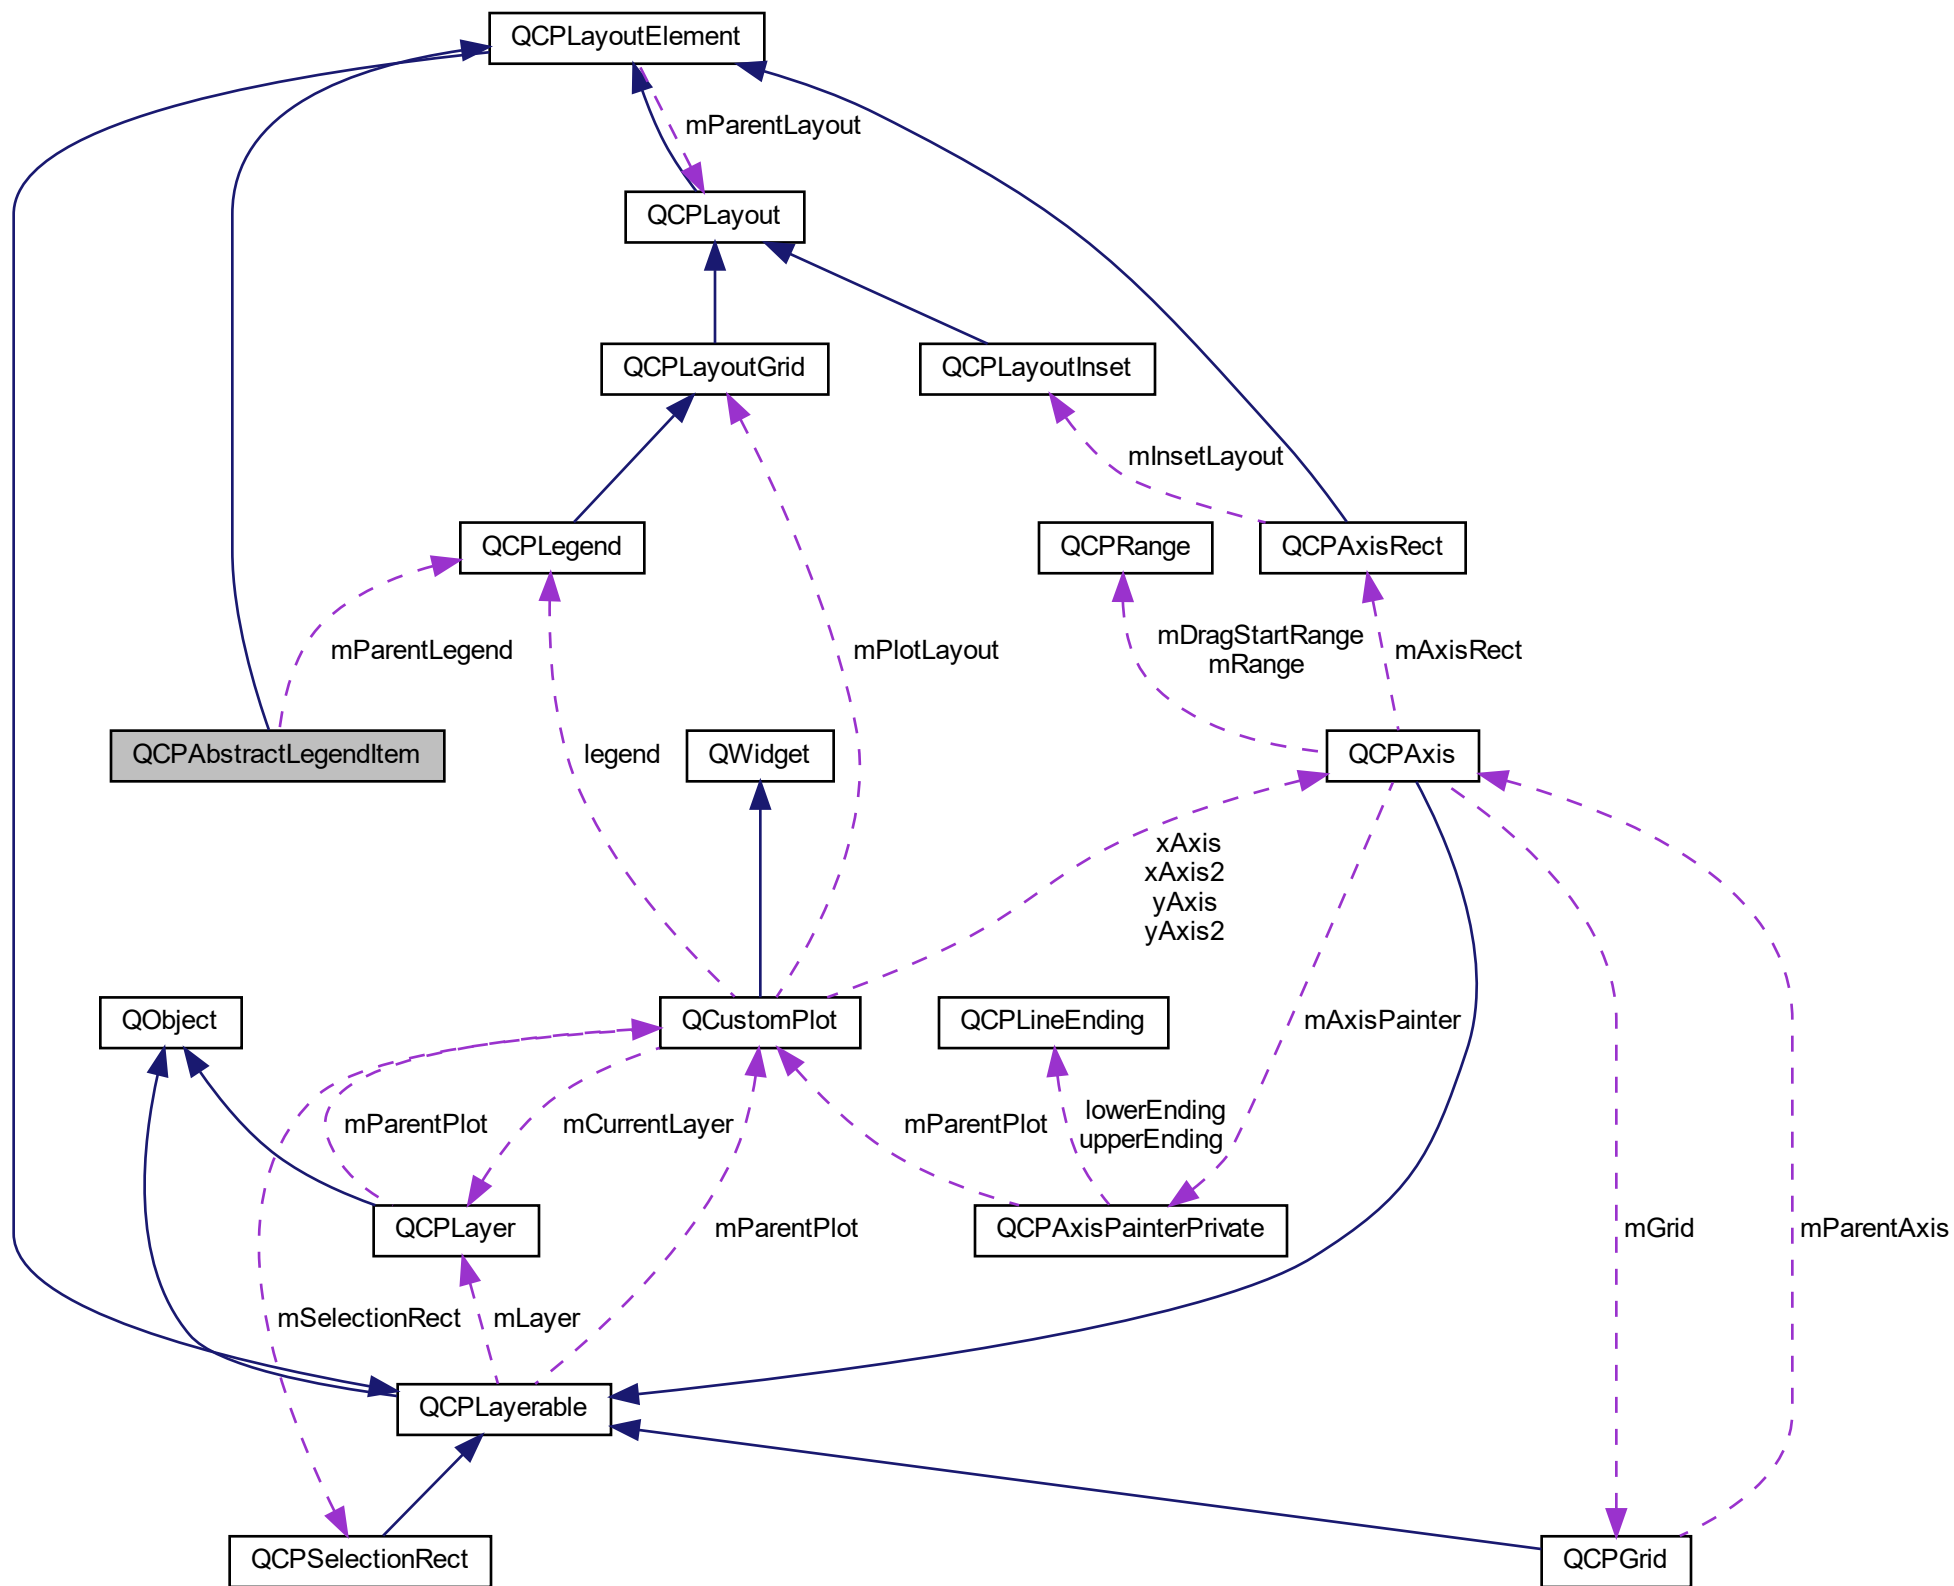 QCPLayoutElement
mParentLayout
QCPLayout
QCPLayoutGrid
QCPLayoutInset
mInsetLayout
QCPLegend
QCPRange
QCPAxisRect
mParentLegend
mPlotLayout
mDragStartRange
mRange
mAxisRect
QCPAbstractLegendItem
legend
QWidget
QCPAxis
xAxis
xAxis2
yAxis
yAxis2
QObject
QCustomPlot
QCPLineEnding
mAxisPainter
mParentPlot
mCurrentLayer
mParentPlot
lowerEnding
upperEnding
QCPLayer
mParentPlot
QCPAxisPainterPrivate
mGrid
mParentAxis
mSelectionRect
mLayer
QCPLayerable
QCPSelectionRect
QCPGrid